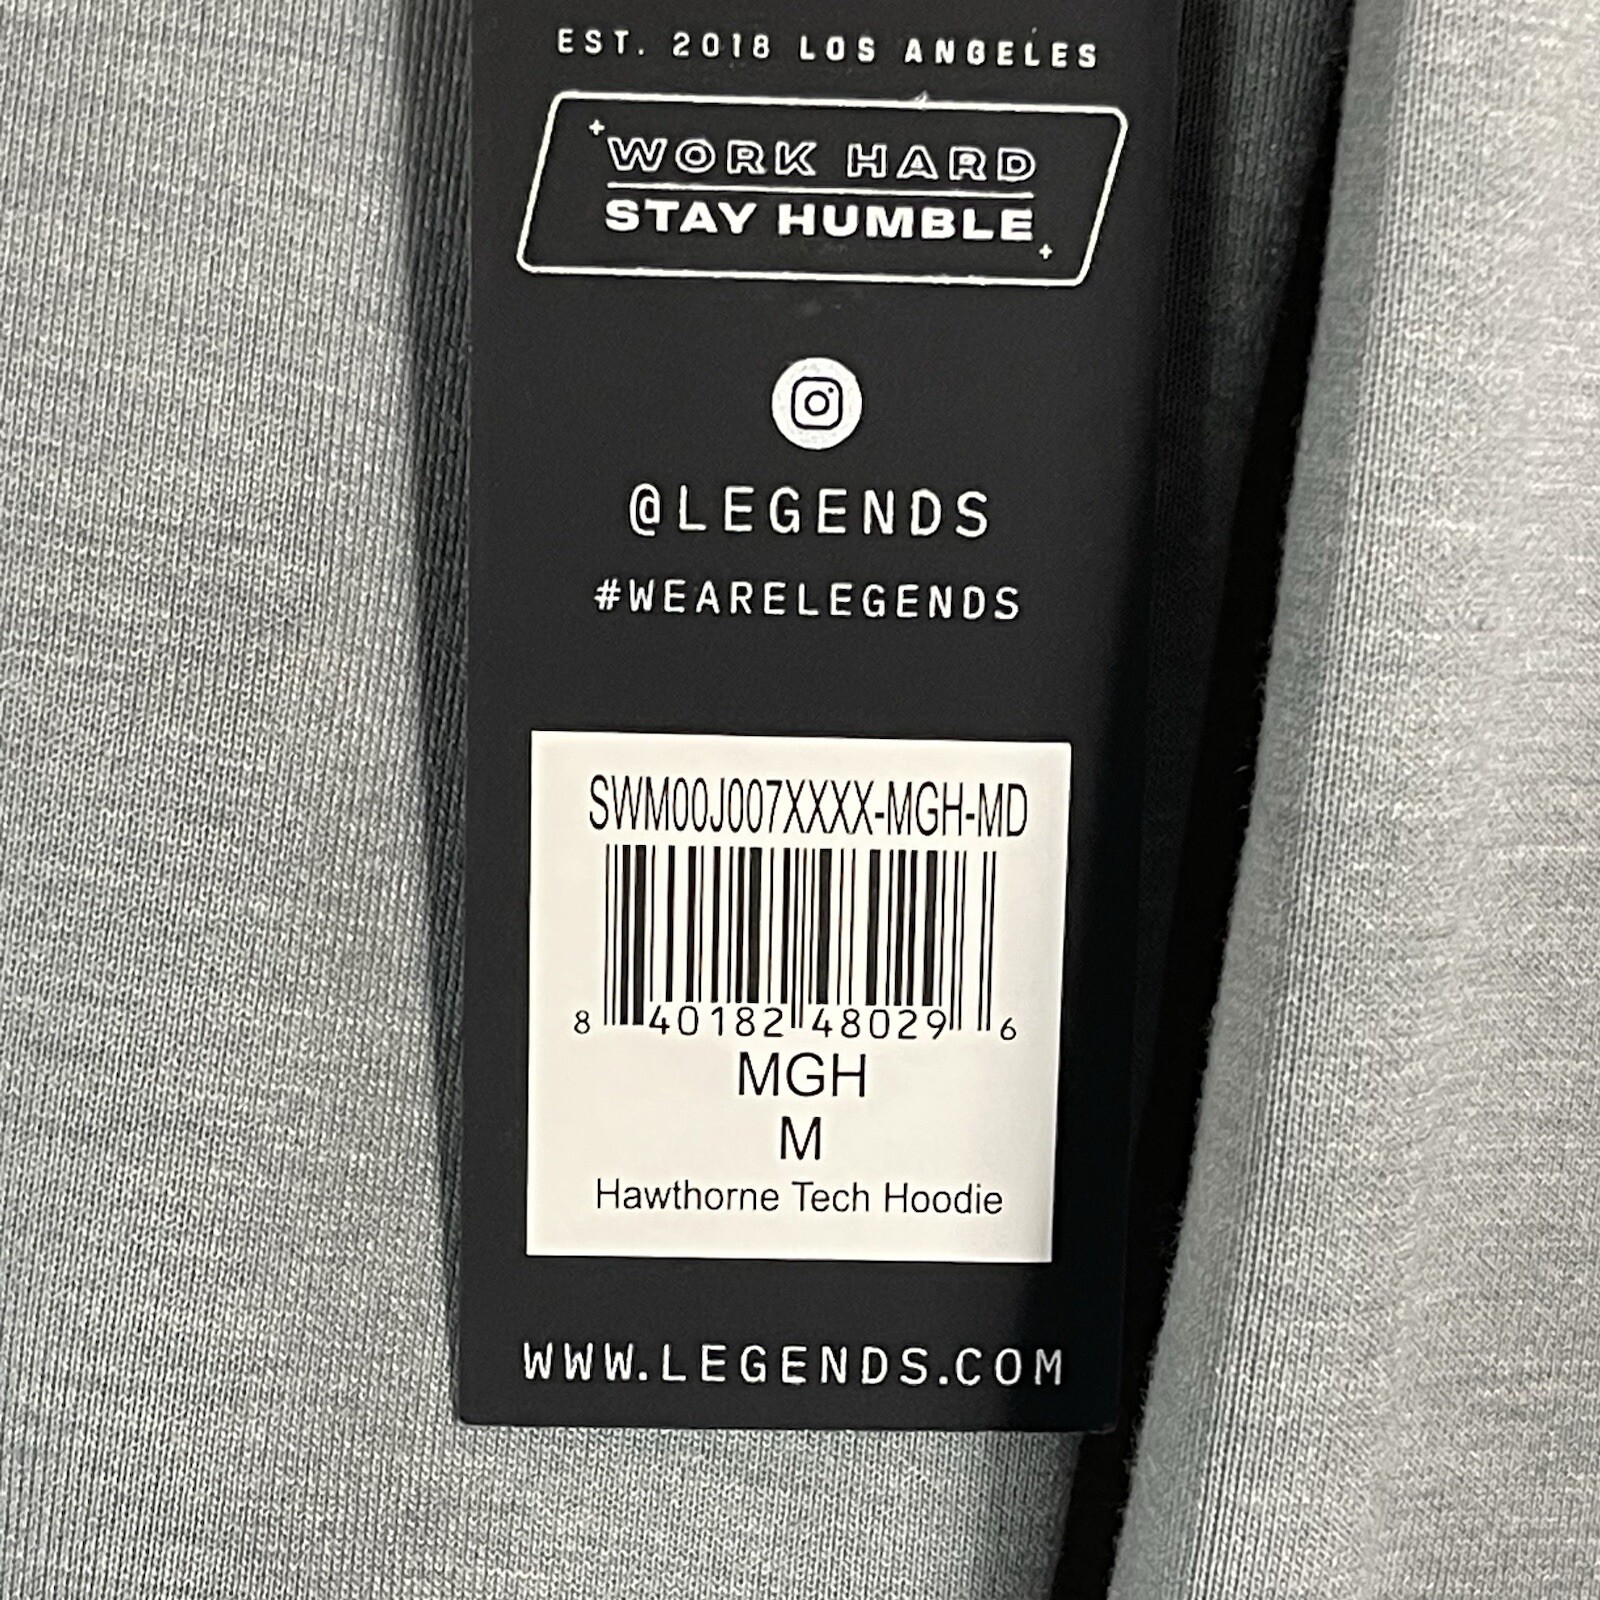 EST. 2018 LOS ANGELES
WORK HARD
STAY HUMBLE
@LEGENDS
#WEARELEGENDS
SWM00J007XXXX-MGH-MD
8 40182 48029 6
MGH
M
Hawthorne Tech Hoodie
WWW.LEGENDS.COM